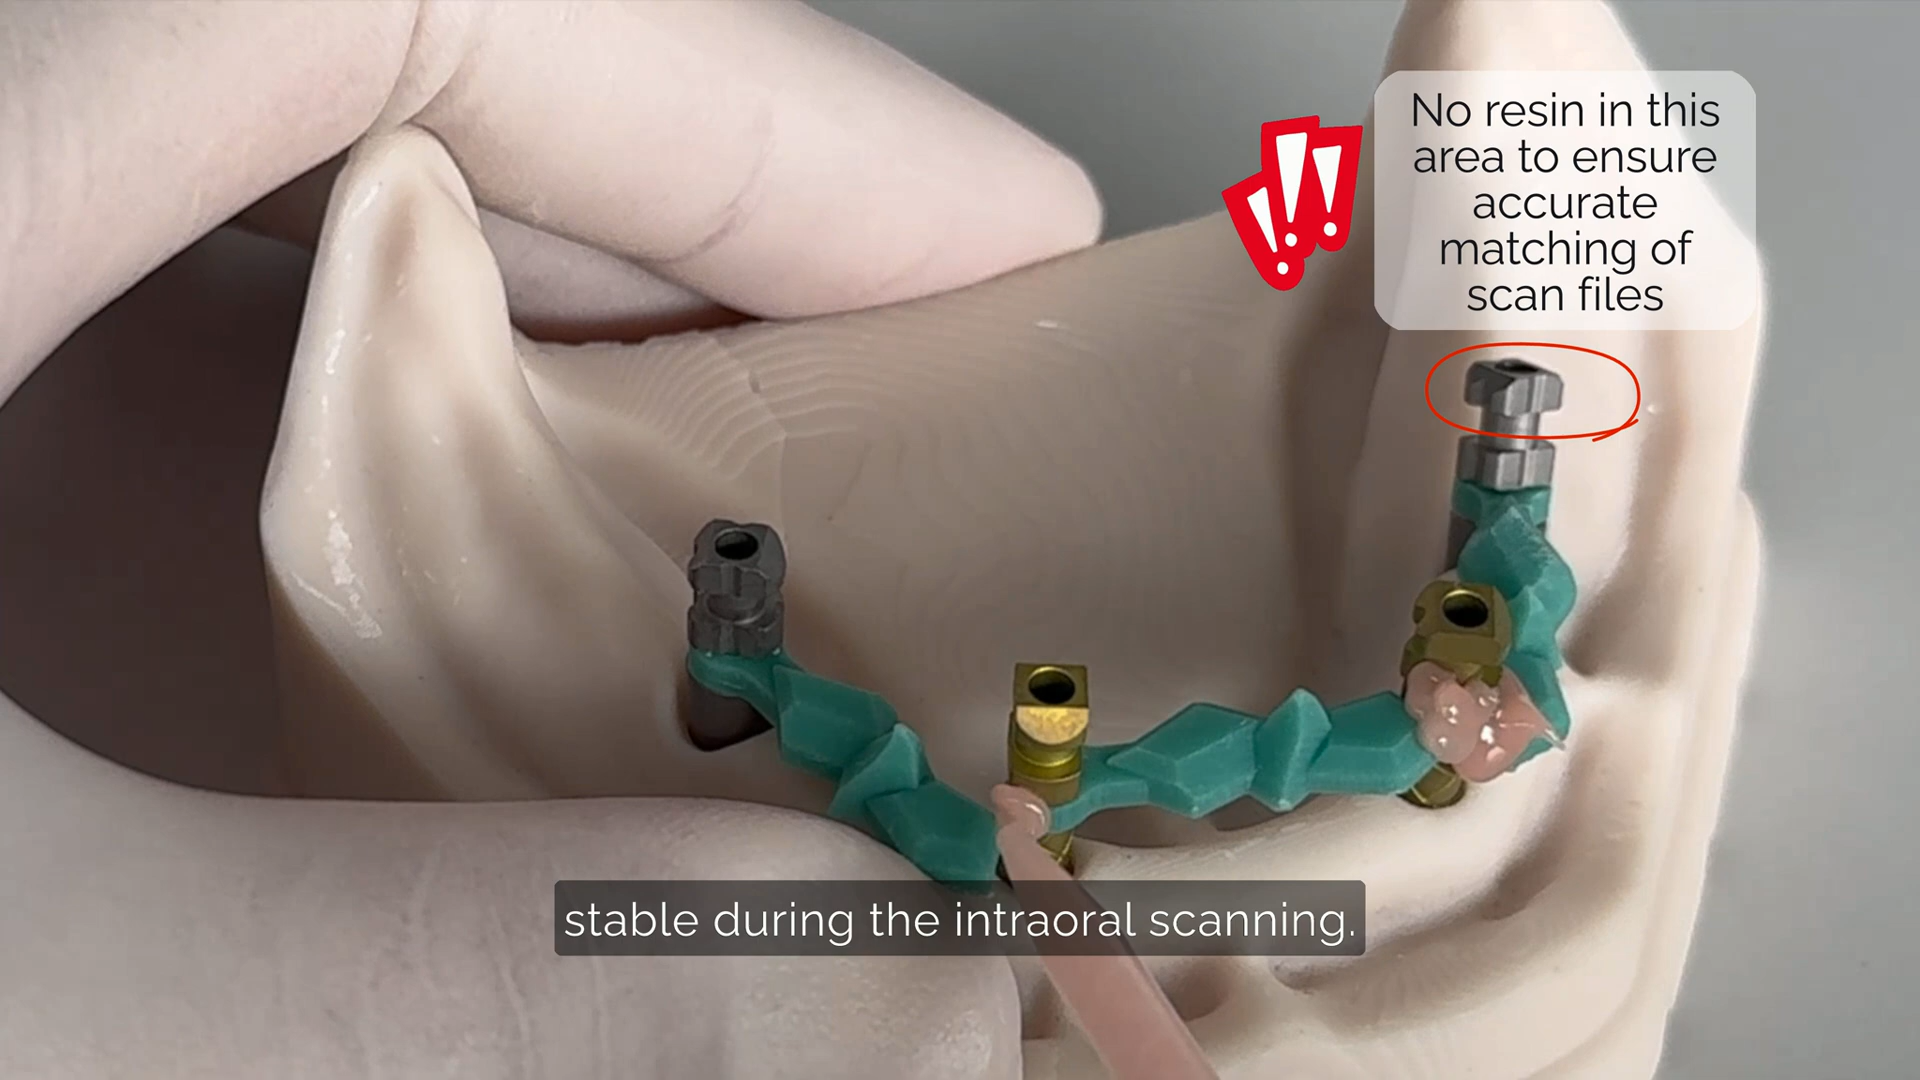 No resin in this
area to ensure
accurate
matching of
scan files
stable during the intraoral scanning.